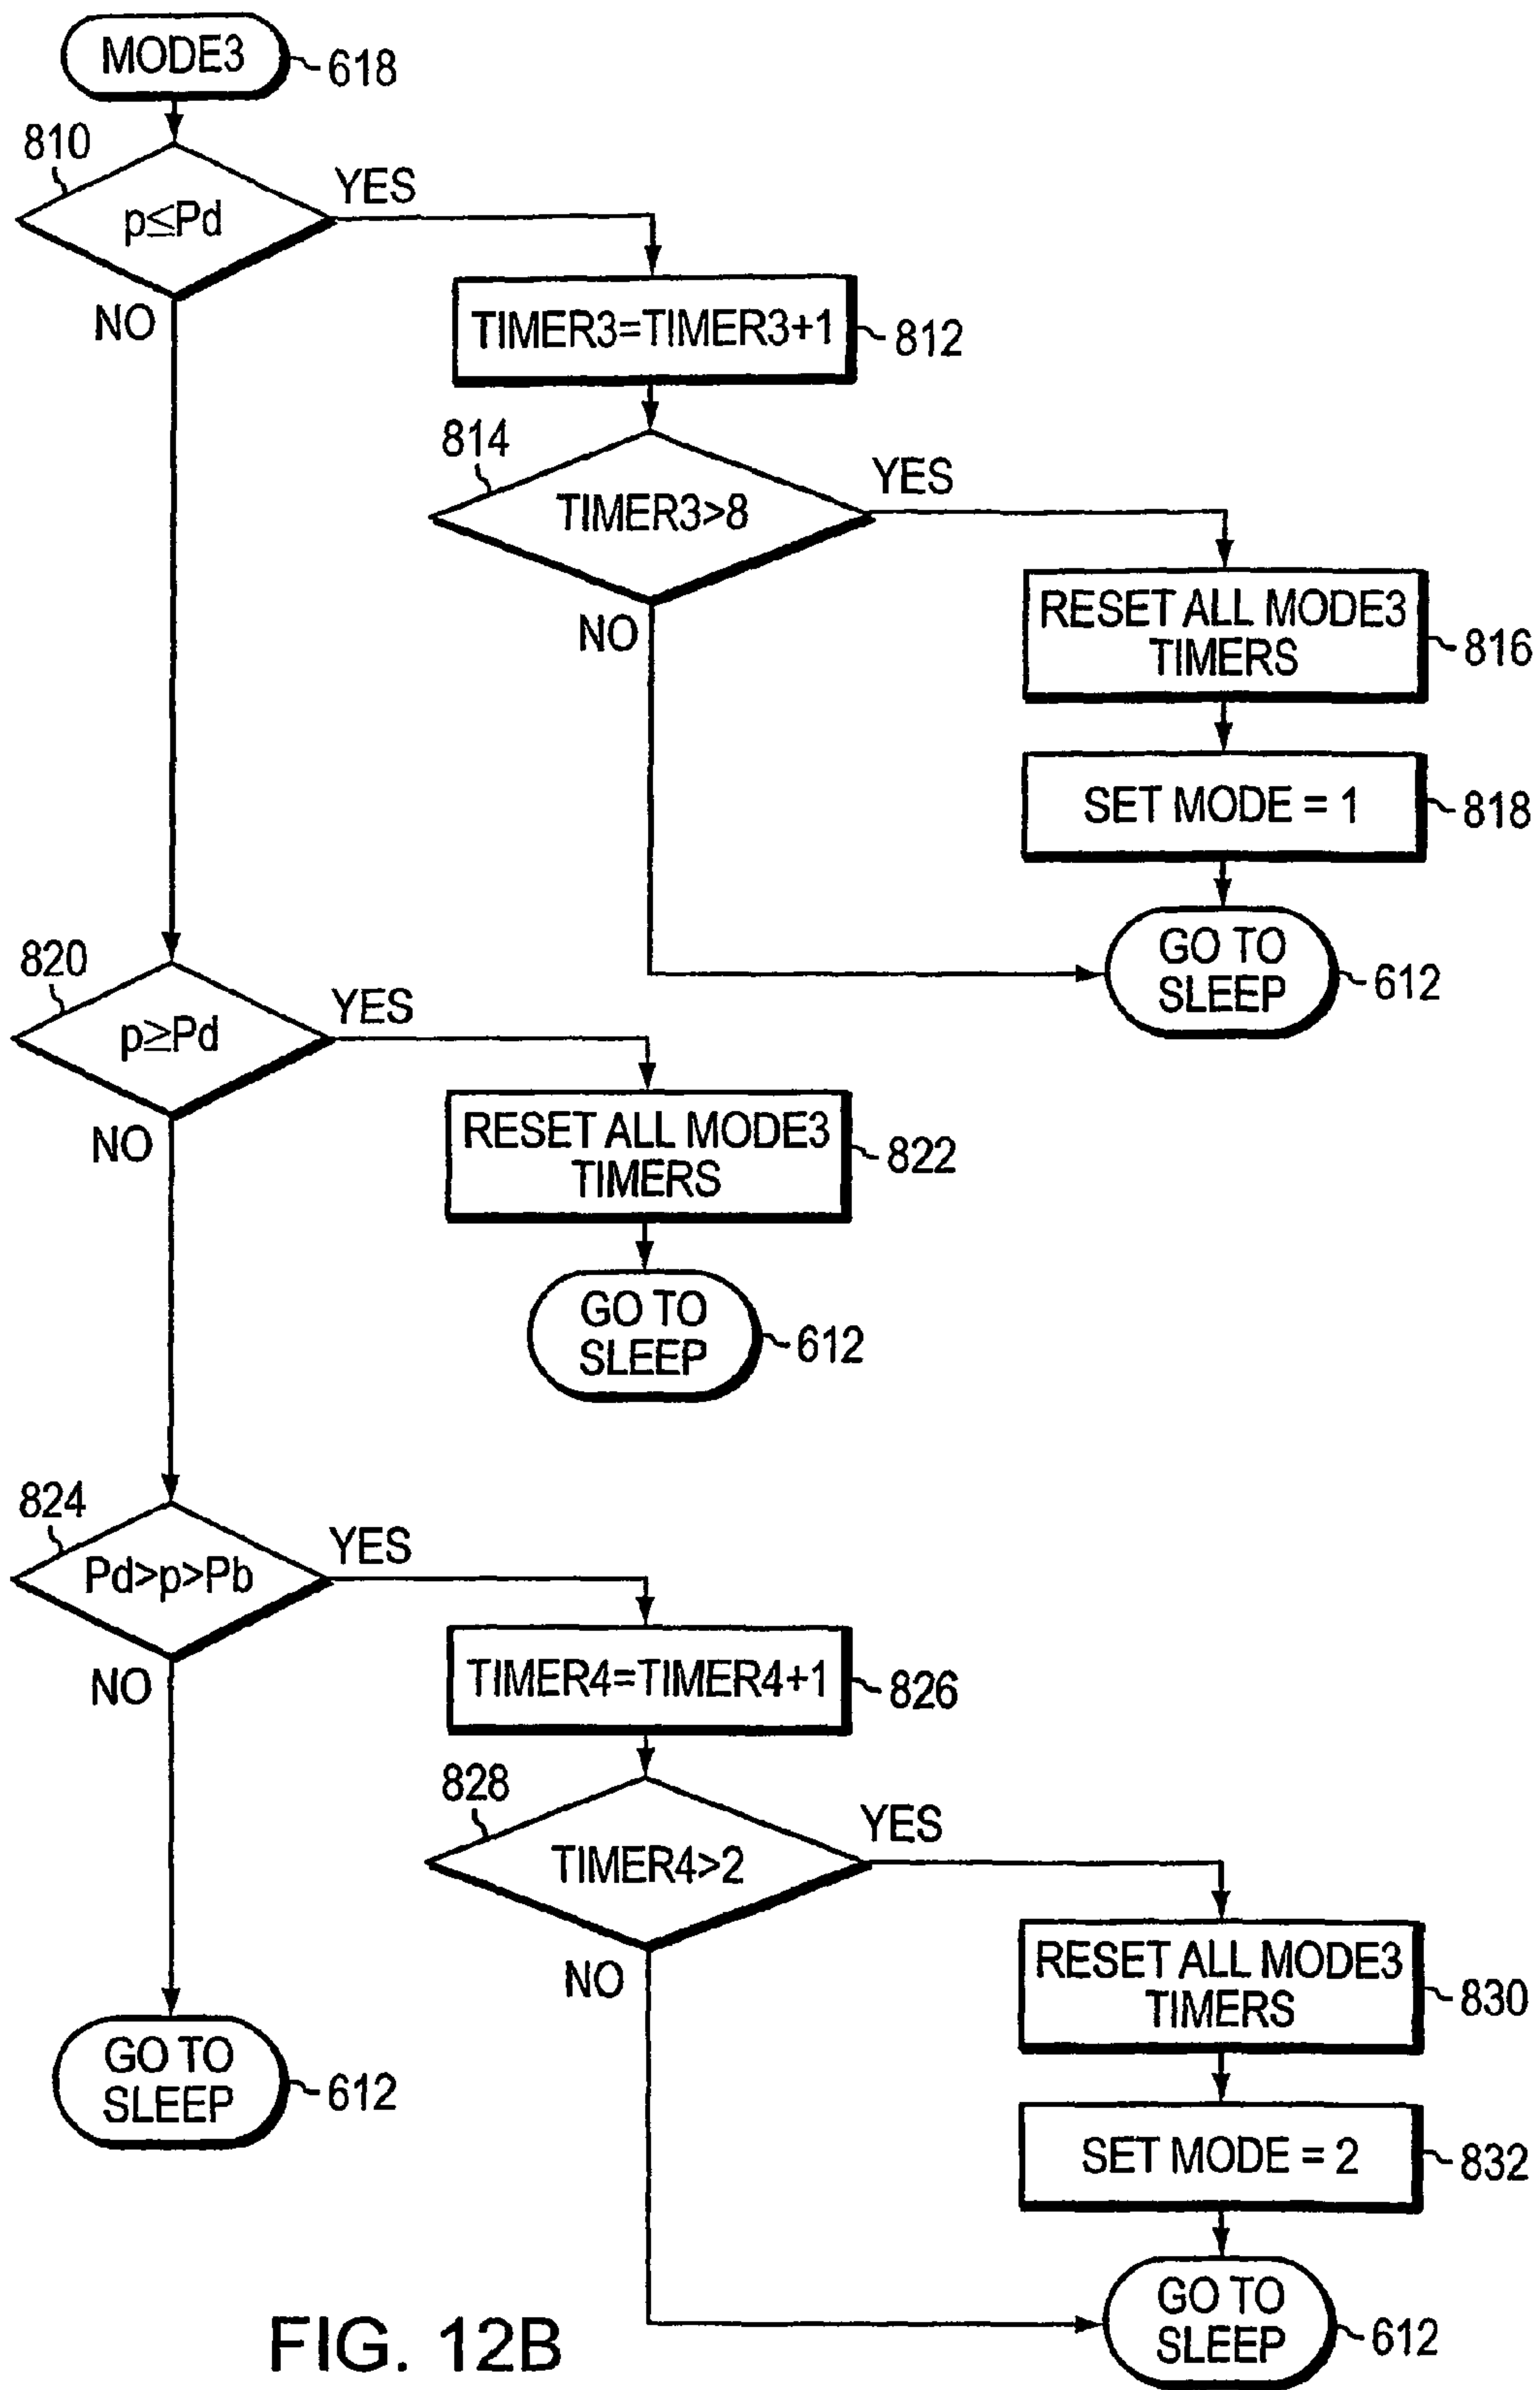 MODE3
618
810
p≤Pd
YES
NO
TIMER3=TIMER3+1
812
814
TIMER3>8
YES
NO
RESET ALL MODE3
TIMERS
816
SET MODE = 1
818
GO TO
SLEEP
612
820
p≥Pd
YES
NO
RESET ALL MODE3
TIMERS
822
GO TO
SLEEP
612
824
Pd>p>Pb
YES
NO
TIMER4=TIMER4+1
826
828
TIMER4>2
YES
NO
RESET ALL MODE3
TIMERS
830
SET MODE = 2
832
GO TO
SLEEP
612
GO TO
SLEEP
612
FIG. 12B